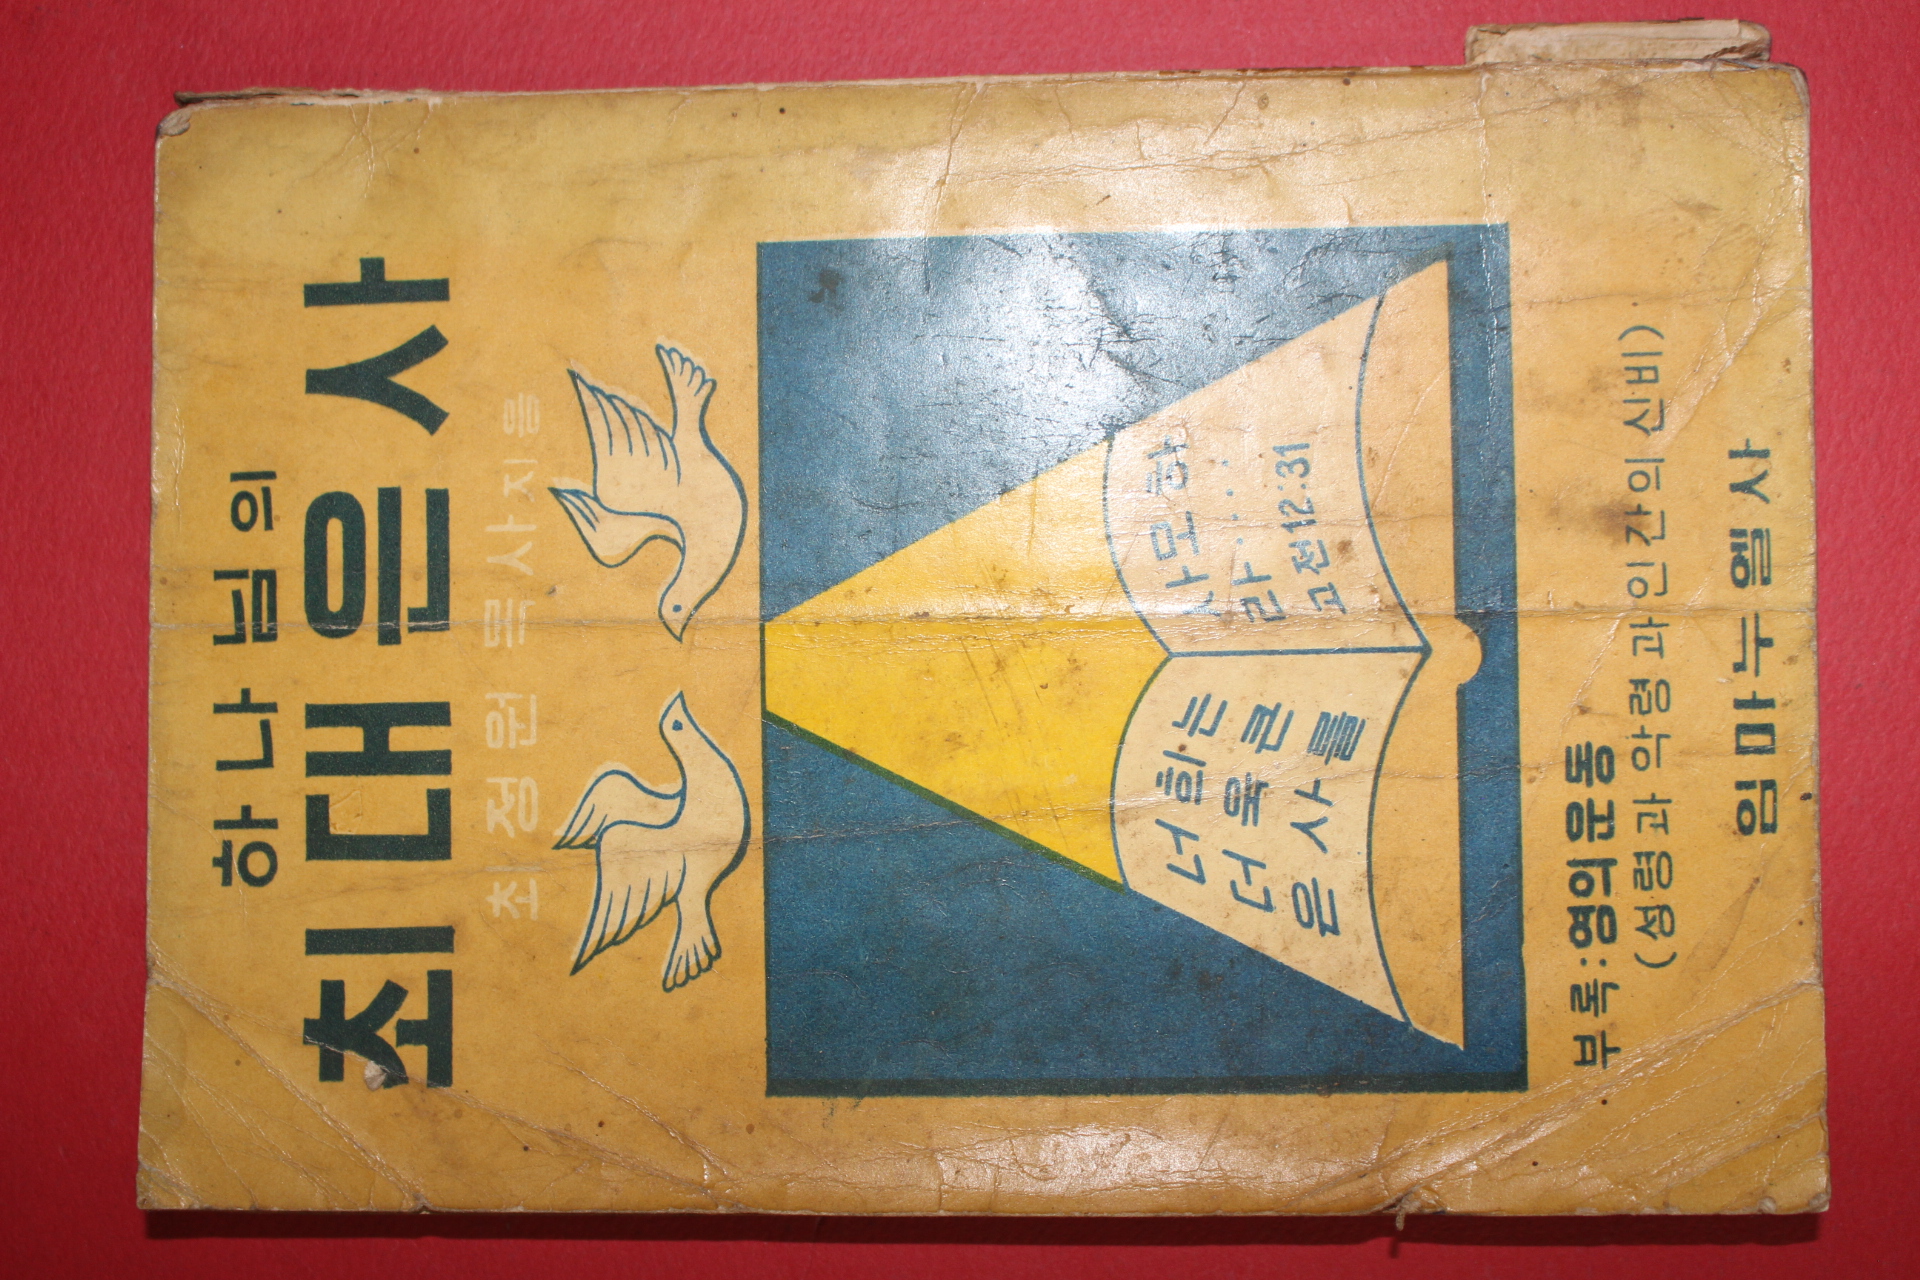 하나님의
최대은사
최정원 목사지음
너희는
더욱큰
은사를
사모하
라.....
고전12:31
부록:영의운동
(성령과 악령과 인간의 신비)
임마누엘사